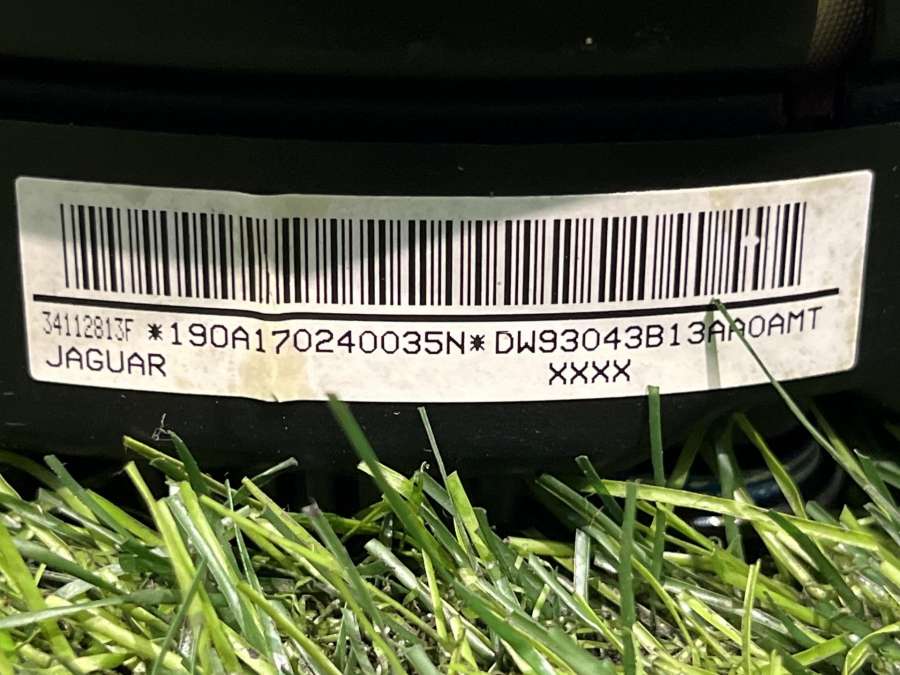 34112813F *190A170240035N* DW93043B13AA0AMT
JAGUAR XXXX